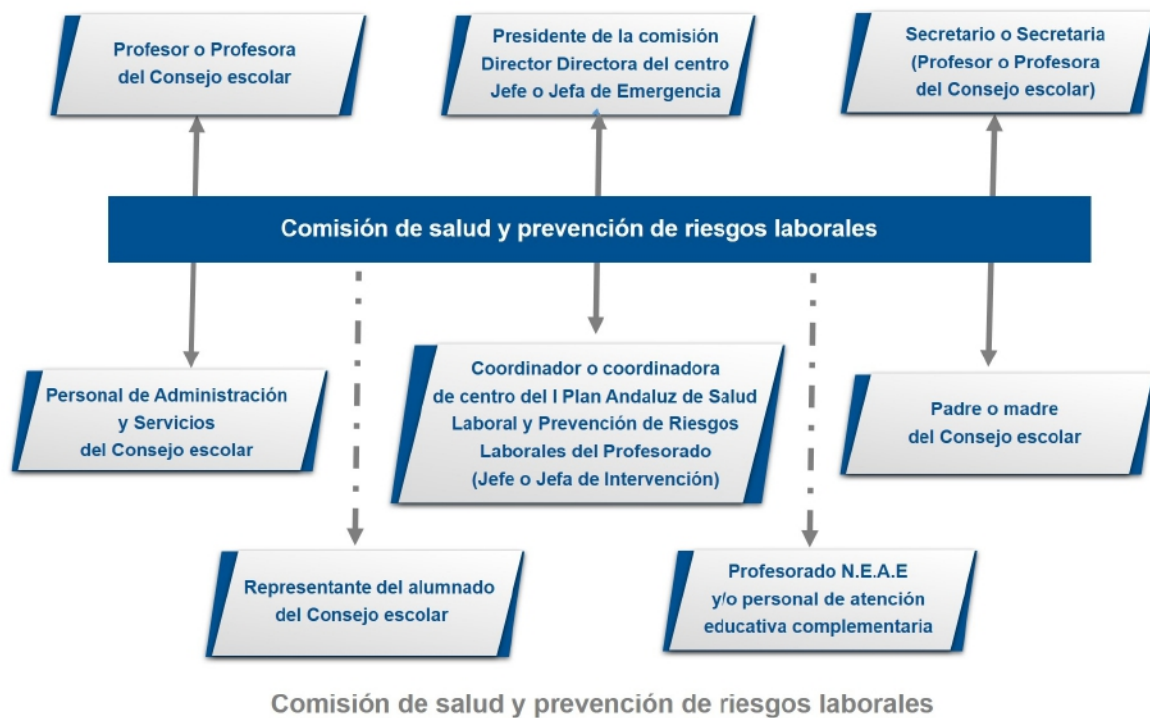 Profesor o Profesora
del Consejo escolar
Presidente de la comisión
Director Directora del centro
Jefe o Jefa de Emergencia
Secretario o Secretaria
(Profesor o Profesora
del Consejo escolar)
Comisión de salud y prevención de riesgos laborales
Personal de Administración
y Servicios
del Consejo escolar
Coordinador o coordinadora
de centro del I Plan Andaluz de Salud
Laboral y Prevención de Riesgos
Laborales del Profesorado
(Jefe o Jefa de Intervención)
Padre o madre
del Consejo escolar
Representante del alumnado
del Consejo escolar
Profesorado N.E.A.E
y/o personal de atención
educativa complementaria
Comisión de salud y prevención de riesgos laborales